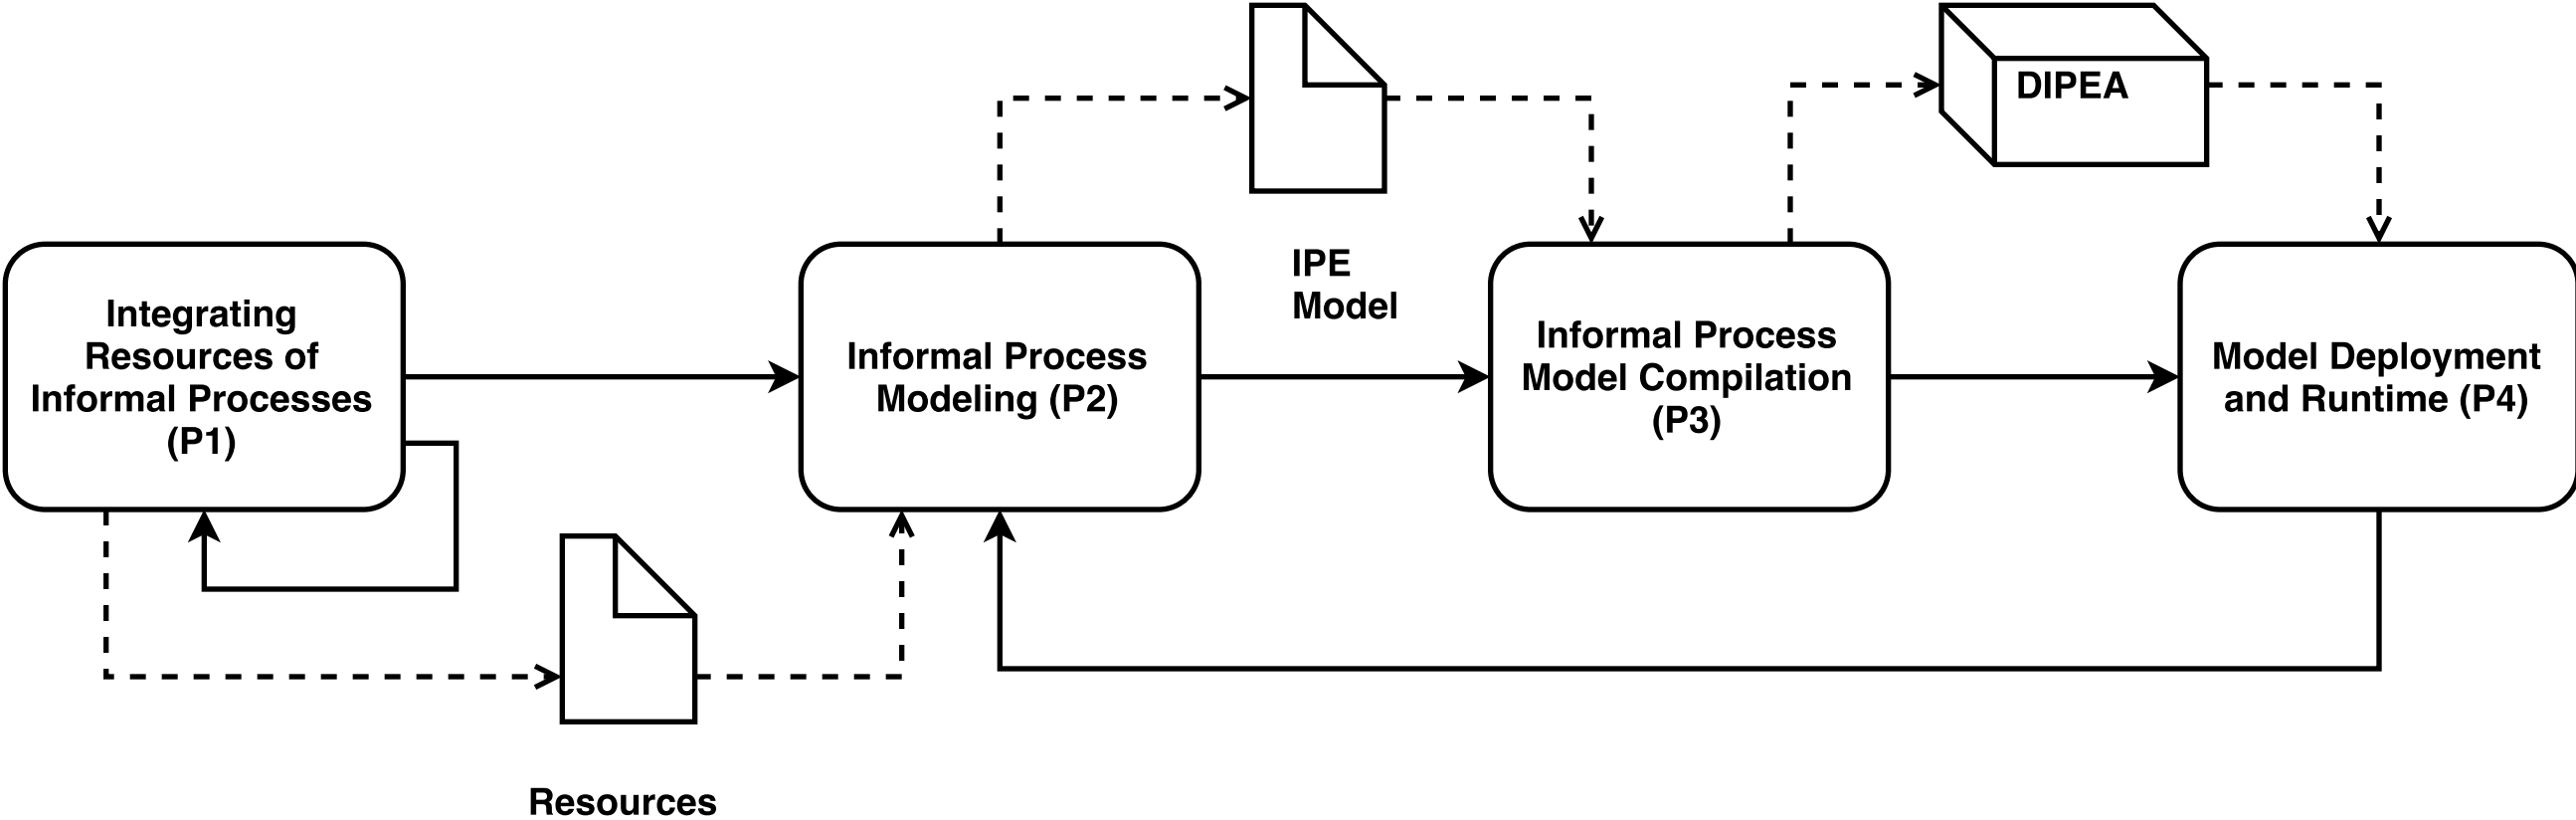 DIPEA
IPE
Model
Integrating
Resources of
Informal Processes
(P1)
Informal Process
Modeling (P2)
Informal Process
Model Compilation
(P3)
Model Deployment
and Runtime (P4)
Resources